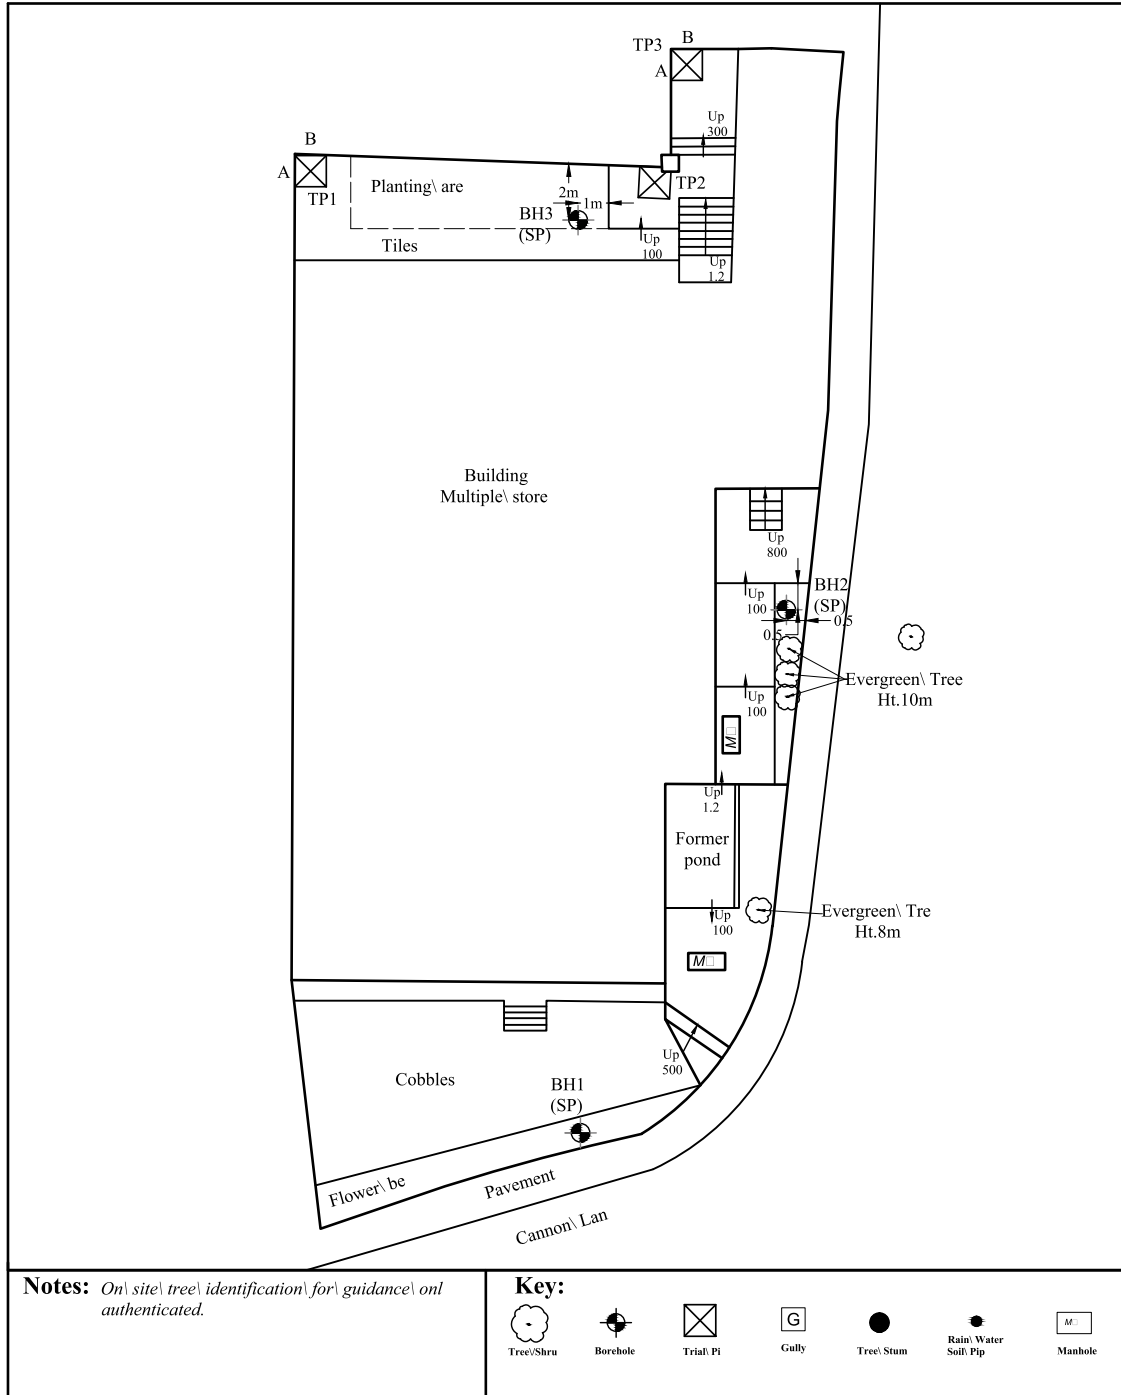 B
TP3
A
Up
300
B
A
TP1
Planting\ are
2m
1m
TP2
BH3
(SP)
Tiles
Up
100
Up
1.2
Building
Multiple\ store
Up
800
BH2
(SP)
Up
100
0.5
0.5
Evergreen\ Tree
Ht.10m
Up
100
M□
Up
1.2
Former
pond
Evergreen\ Tre
Ht.8m
Up
100
M□
Up
500
Cobbles
BH1
(SP)
Flower\ be
Pavement
Cannon\ Lan
Notes: On\ site\ tree\ identification\ for\ guidance\ onl
authenticated.
Key:
G
M□
Tree\/Shru
Borehole
Trial\ Pi
Gully
Tree\ Stum
Rain\ Water
Soil\ Pip
Manhole